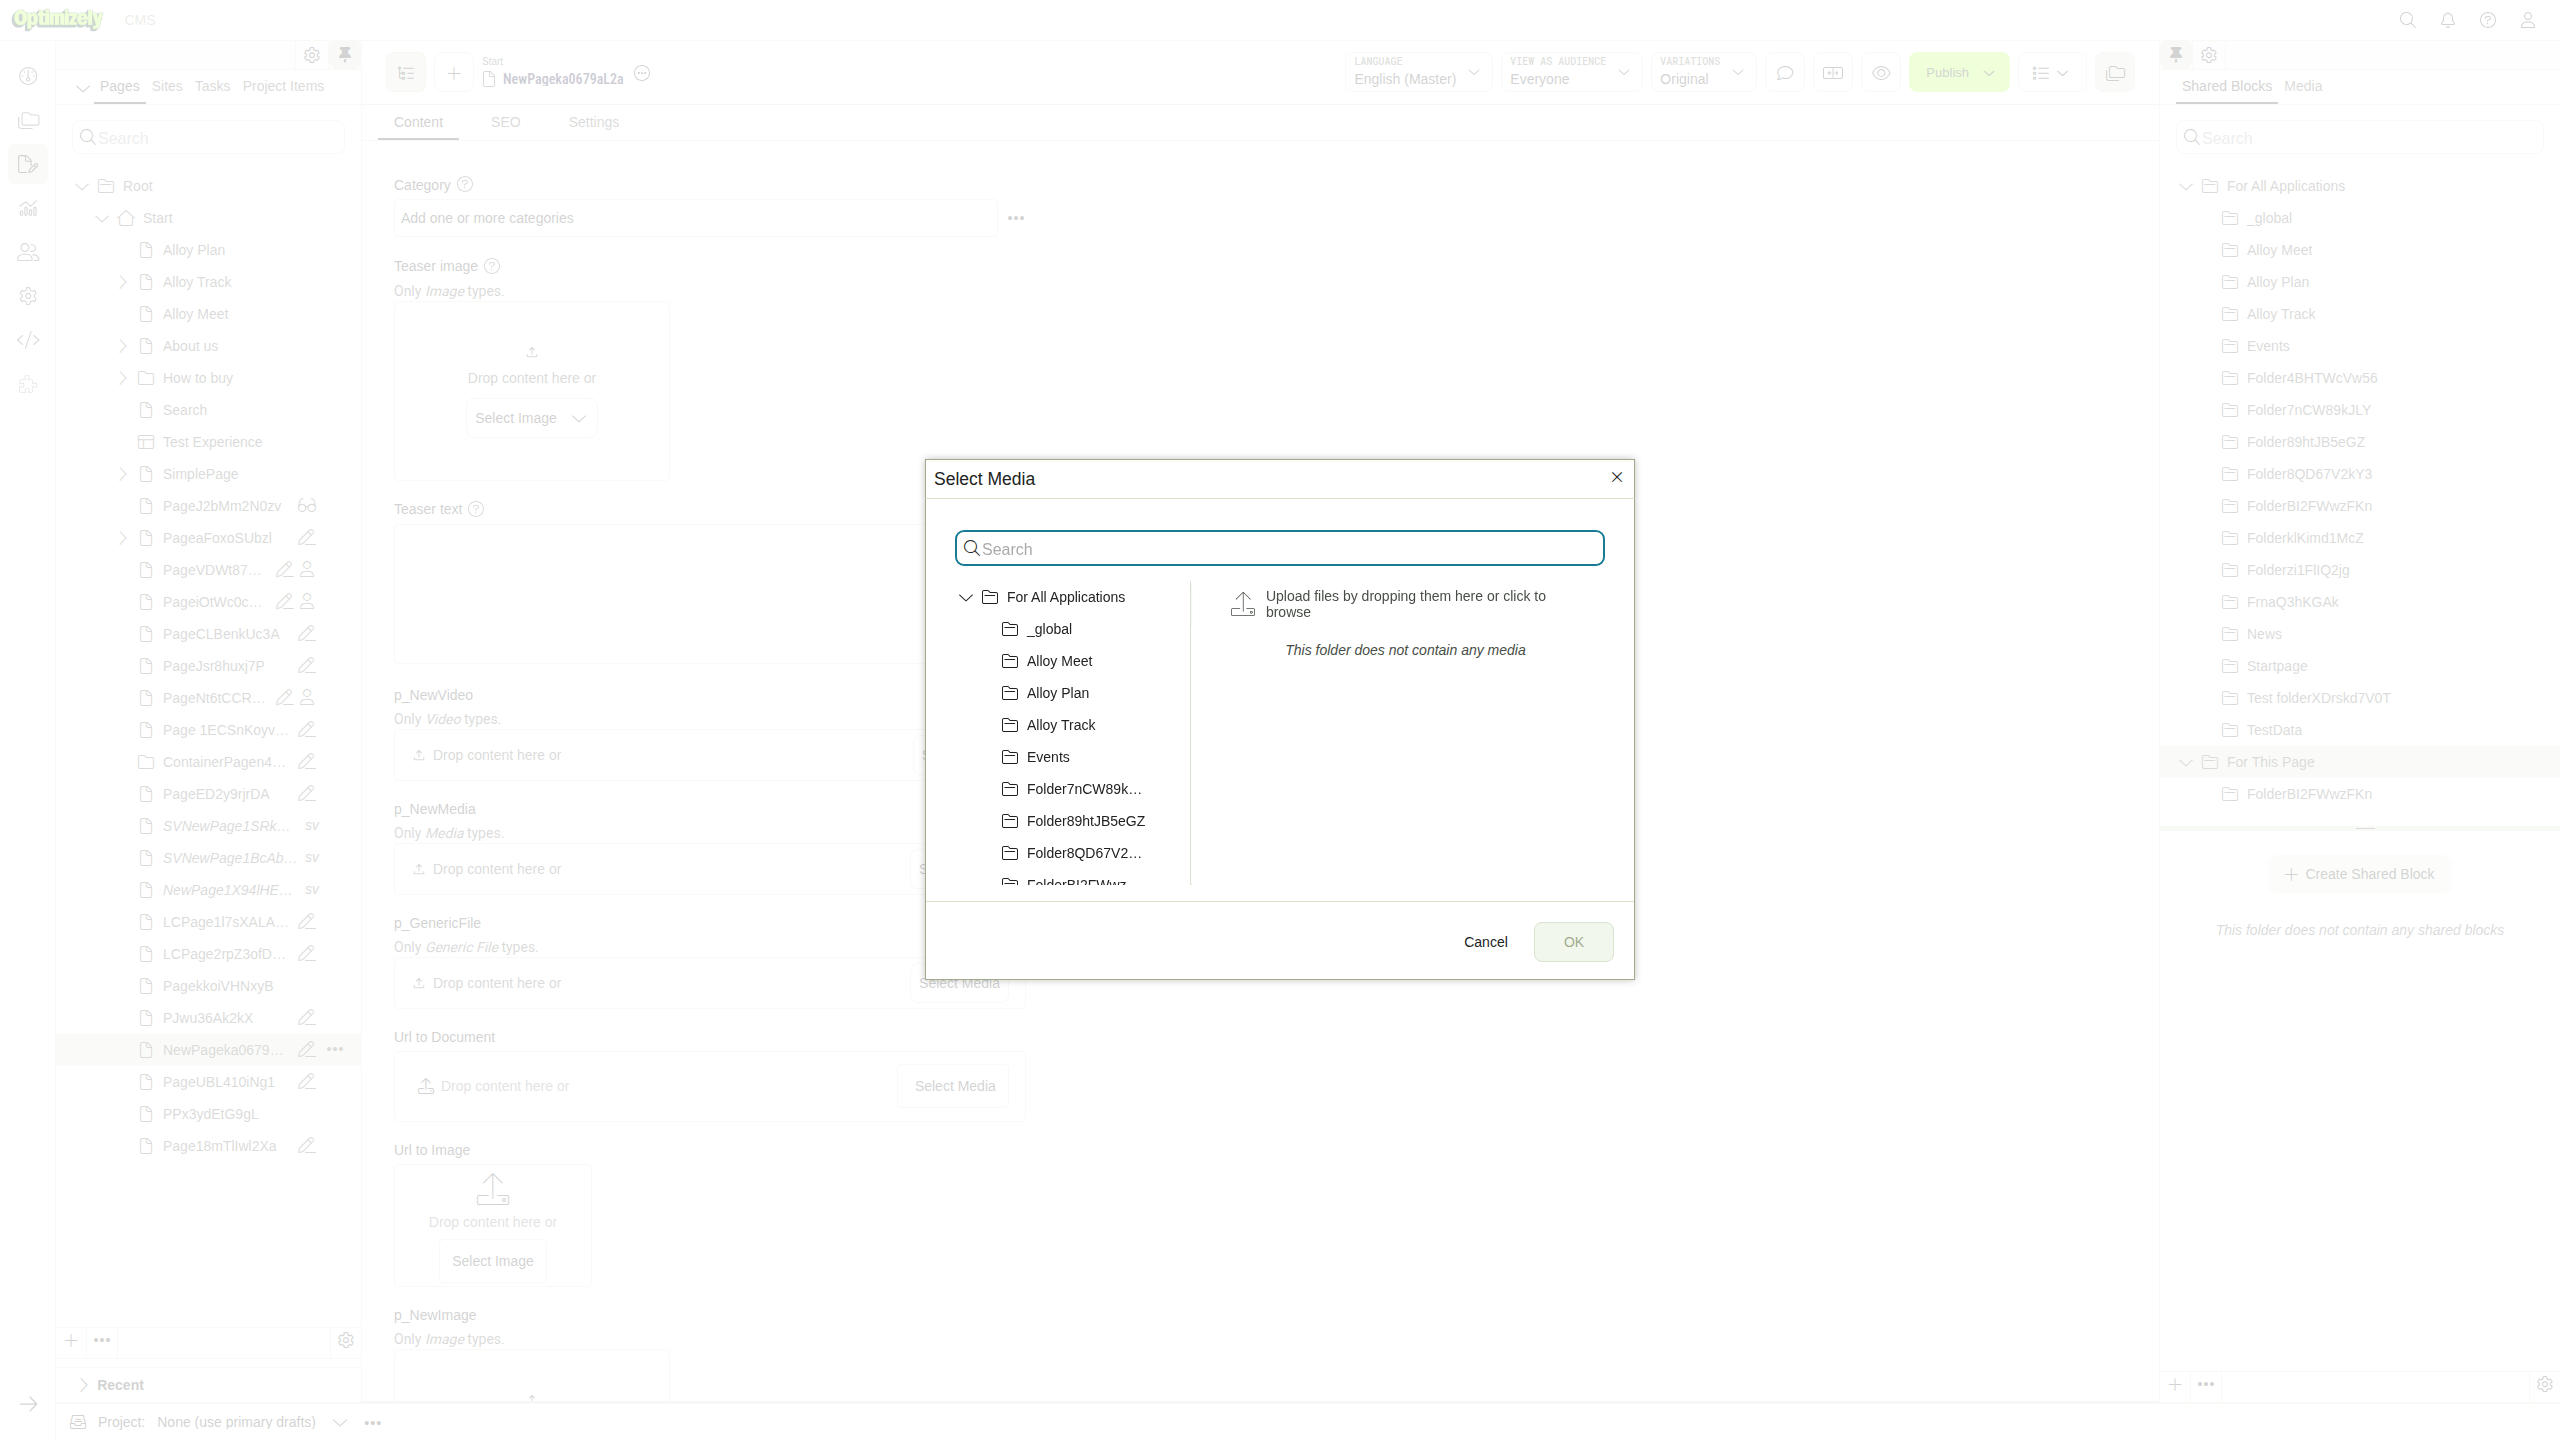 Optimizely
CMS
Pages
Sites
Tasks
Project Items
Search
Root
Start
Alloy Plan
Alloy Track
Alloy Meet
About us
How to buy
Search
Test Experience
SimplePage
PageJ2bMm2N0zv
PageaFoxoSUbzl
PageVDWt87…
PageiOtWc0c…
PageCLBenkUc3A
PageJsr8huxj7P
PageNt6tCCR…
Page 1ECSnKoyv…
ContainerPagen4…
PageED2y9rjrDA
SVNewPage1SRk… sv
SVNewPage1BcAb… sv
NewPage1X94lHE… sv
LCPage1l7sXALA…
LCPage2rpZ3ofD…
PagekkoiVHNxyB
PJwu36Ak2kX
NewPageka0679…
PageUBL410iNg1
PPx3ydEtG9gL
Page18mTlIwl2Xa
Recent
Project: None (use primary drafts)
Start
NewPageka0679aL2a
LANGUAGE
English (Master)
VIEW AS AUDIENCE
Everyone
VARIATIONS
Original
Publish
Content
SEO
Settings
Category
Add one or more categories
Teaser image
Only Image types.
Drop content here or
Select Image
Teaser text
p_NewVideo
Only Video types.
Drop content here or
p_NewMedia
Only Media types.
Drop content here or
p_GenericFile
Only Generic File types.
Drop content here or
Select Media
Url to Document
Drop content here or
Select Media
Url to Image
Drop content here or
Select Image
p_NewImage
Only Image types.
Select Media
Search
For All Applications
_global
Alloy Meet
Alloy Plan
Alloy Track
Events
Folder7nCW89k…
Folder89htJB5eGZ
Folder8QD67V2…
FolderBI2FWwz…
Upload files by dropping them here or click to
browse
This folder does not contain any media
Cancel
OK
Shared Blocks
Media
Search
For All Applications
_global
Alloy Meet
Alloy Plan
Alloy Track
Events
Folder4BHTWcVw56
Folder7nCW89kJLY
Folder89htJB5eGZ
Folder8QD67V2kY3
FolderBI2FWwzFKn
FolderklKimd1McZ
Folderzi1FlIQ2jg
FrnaQ3hKGAk
News
Startpage
Test folderXDrskd7V0T
TestData
For This Page
FolderBI2FWwzFKn
Create Shared Block
This folder does not contain any shared blocks